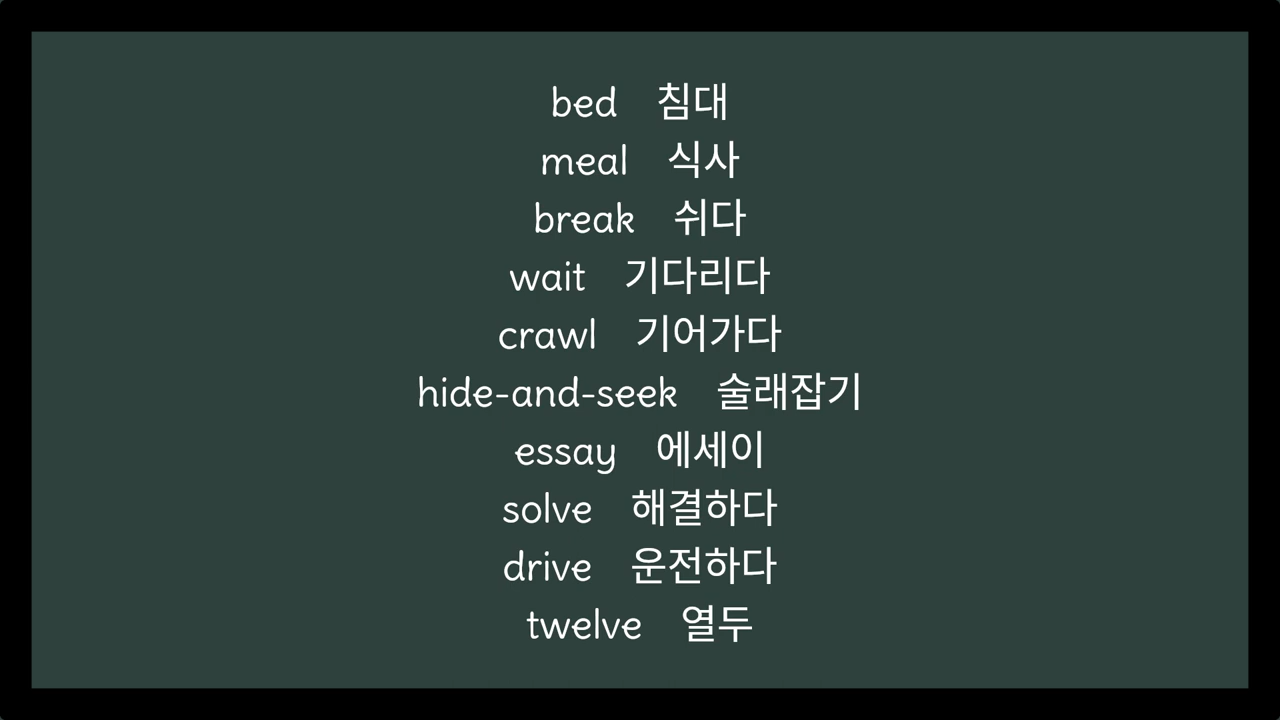 bed 침대
meal 식사
break 쉬다
wait 기다리다
crawl 기어가다
hide-and-seek 술래잡기
essay 에세이
solve 해결하다
drive 운전하다
twelve 열두